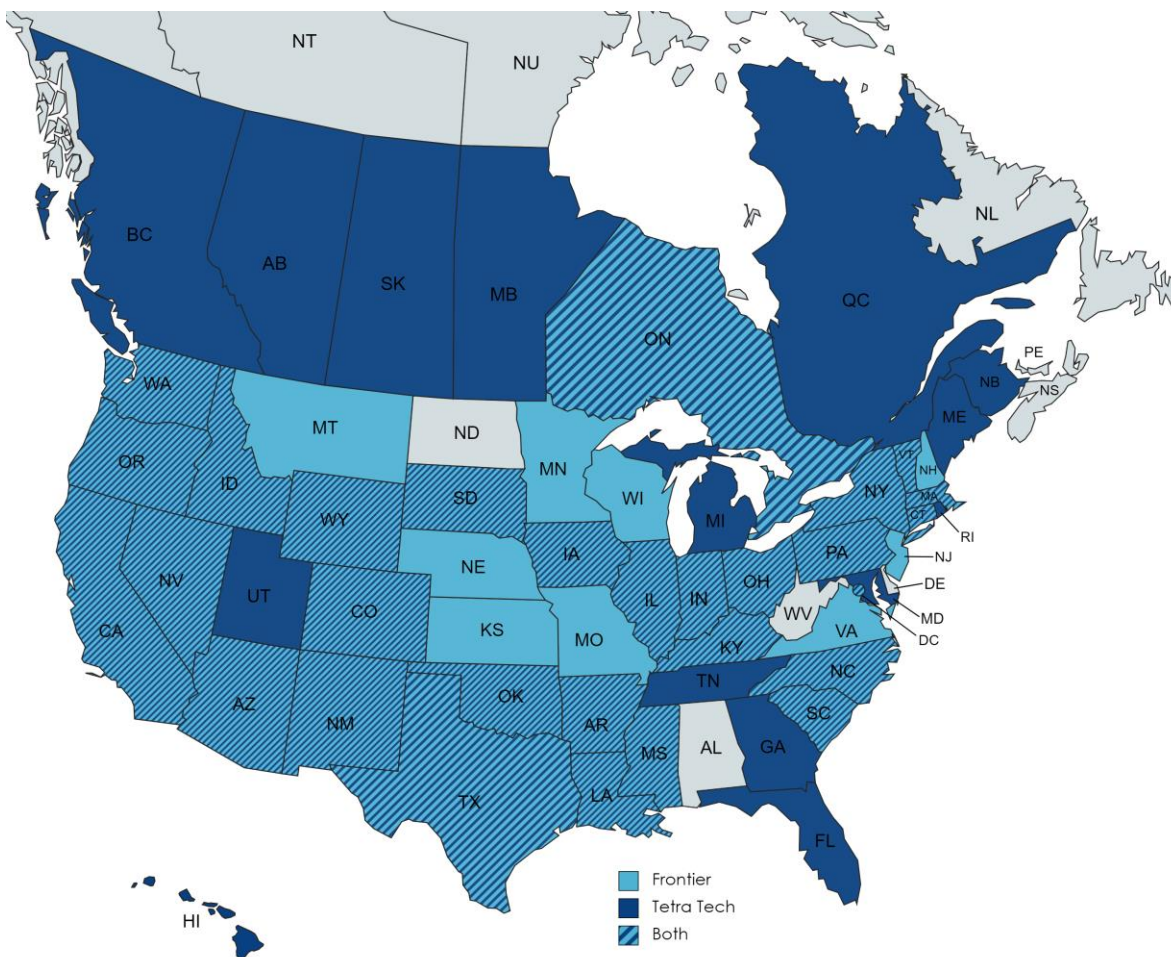 NT
NU
NL
BC
AB
SK
MB
QC
ON
PE
NB
NS
ME
WA
MT
ND
MN
VT
NH
OR
ID
SD
WI
NY
MA
CT
WY
MI
RI
IA
PA
NJ
NE
OH
NV
UT
IL
IN
DE
CO
WV
MD
CA
KS
MO
VA
DC
KY
NC
TN
OK
AZ
NM
AR
SC
MS
AL
GA
LA
TX
FL
HI
Frontier
Tetra Tech
Both